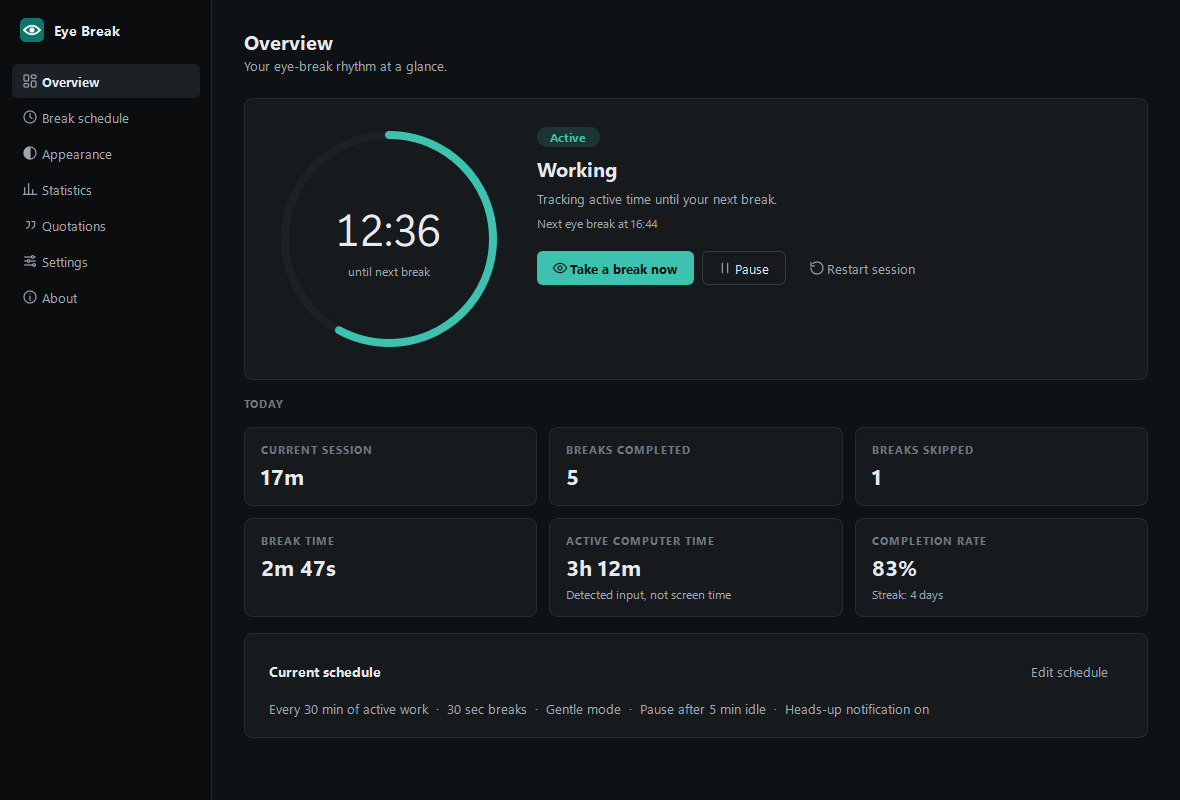 Eye Break
Overview
Break schedule
Appearance
Statistics
Quotations
Settings
About
Overview
Your eye-break rhythm at a glance.
12:36
until next break
Active
Working
Tracking active time until your next break.
Next eye break at 16:44
Take a break now
Pause
Restart session
TODAY
CURRENT SESSION
17m
BREAKS COMPLETED
5
BREAKS SKIPPED
1
BREAK TIME
2m 47s
ACTIVE COMPUTER TIME
3h 12m
Detected input, not screen time
COMPLETION RATE
83%
Streak: 4 days
Current schedule
Edit schedule
Every 30 min of active work · 30 sec breaks · Gentle mode · Pause after 5 min idle · Heads-up notification on